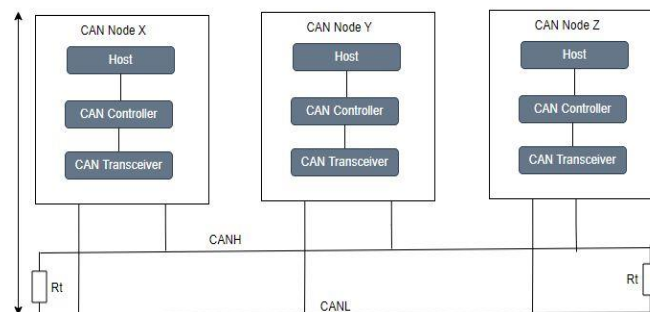 CAN Node X
Host
CAN Controller
CAN Transceiver
CAN Node Y
Host
CAN Controller
CAN Transceiver
CAN Node Z
Host
CAN Controller
CAN Transceiver
CANH
Rt
Rt
CANL